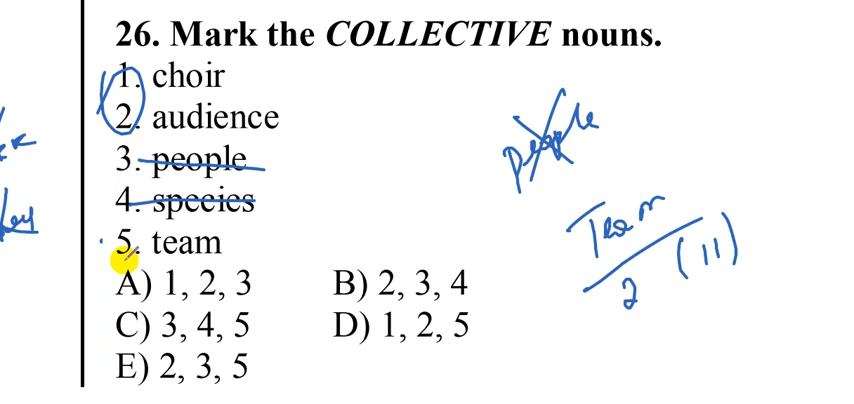 26. Mark the COLLECTIVE nouns.
1. choir
2. audience
3. people
4. species
5. team
A) 1, 2, 3 B) 2, 3, 4
C) 3, 4, 5 D) 1, 2, 5
E) 2, 3, 5
people
Team
2 (11)